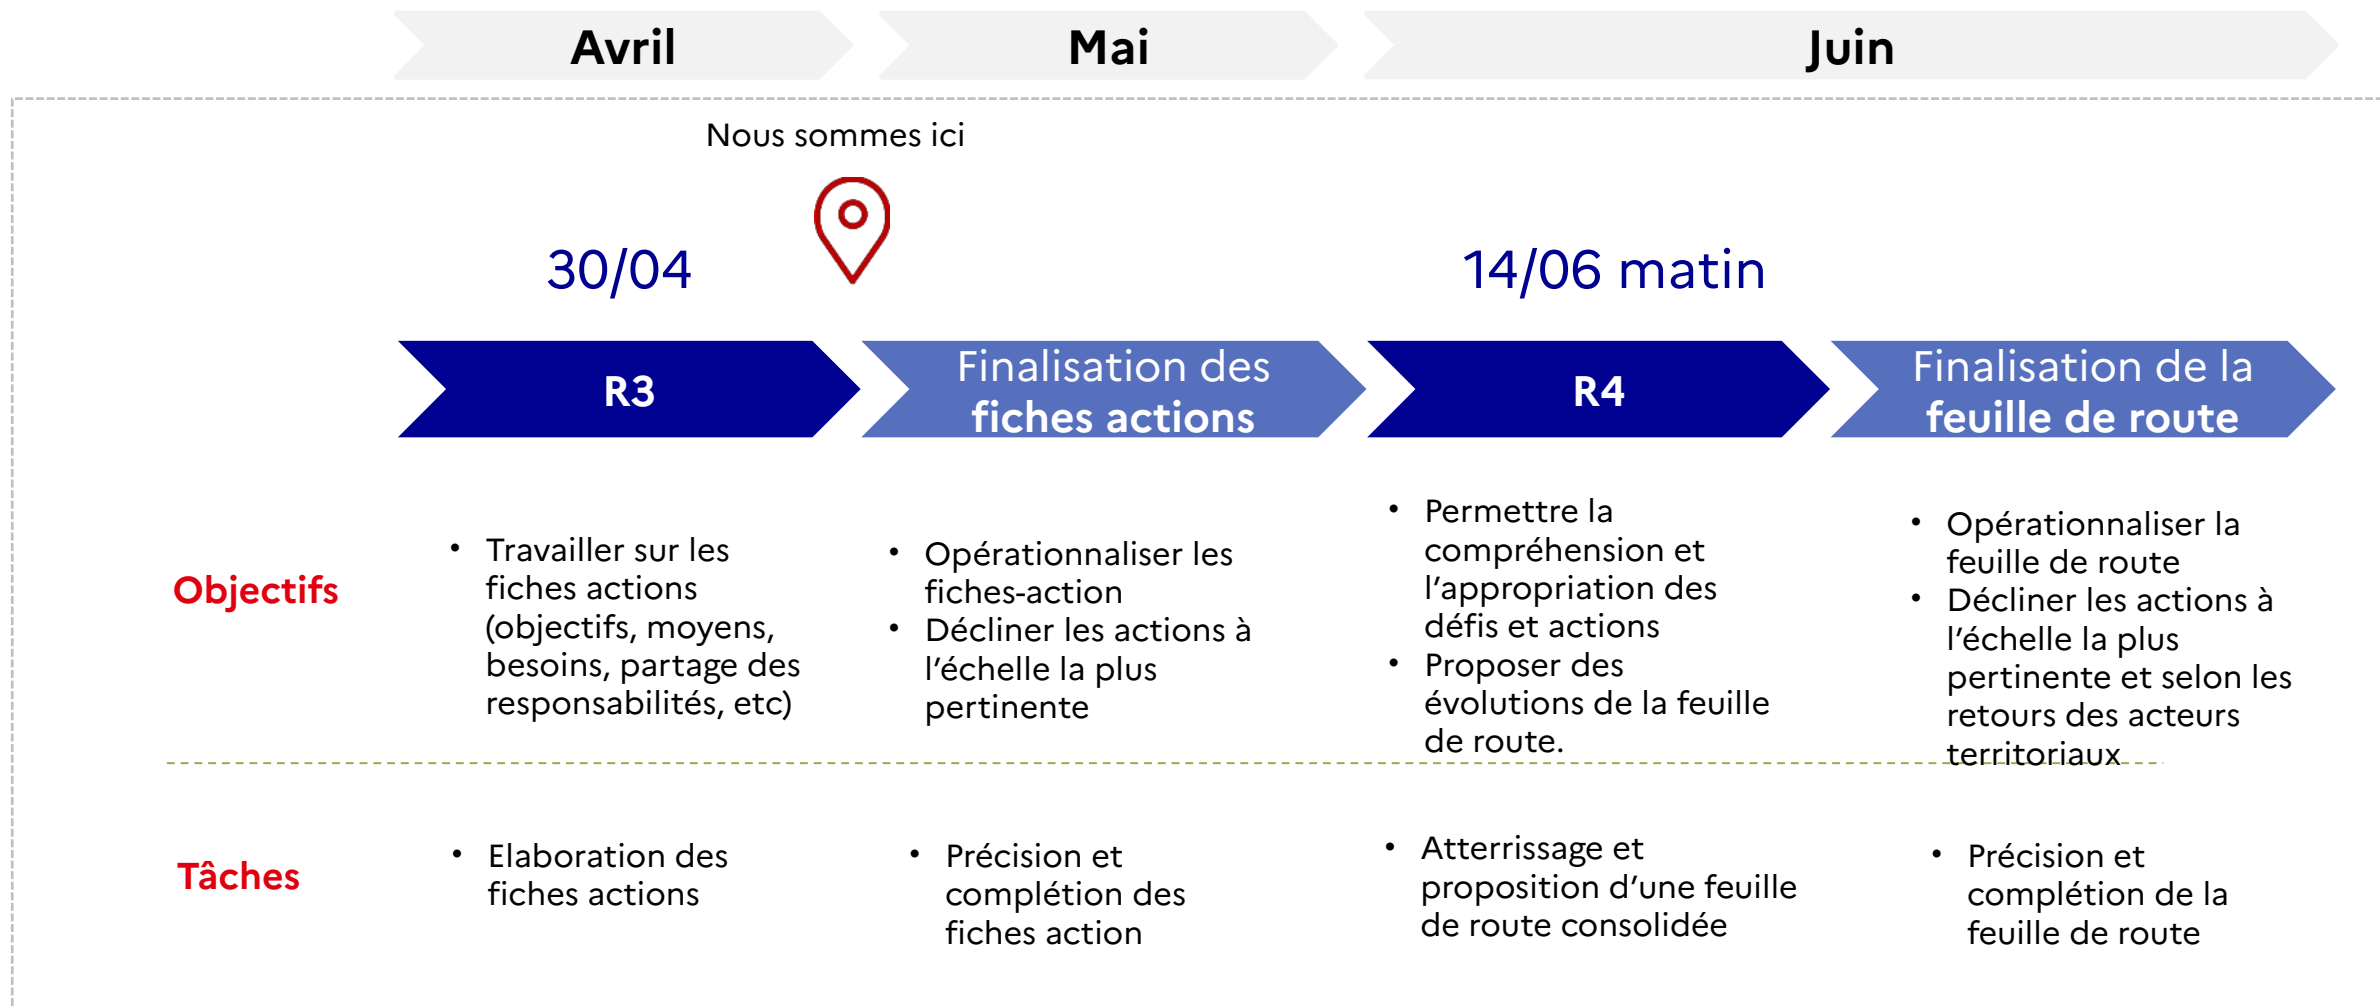 Avril
Mai
Juin
Nous sommes ici
30/04
14/06 matin
R3
Finalisation des
fiches actions
R4
Finalisation de la
feuille de route
Objectifs
• Travailler sur les
fiches actions
(objectifs, moyens,
besoins, partage des
responsabilités, etc)
• Opérationnaliser les
fiches-action
• Décliner les actions à
l’échelle la plus
pertinente
• Permettre la
compréhension et
l’appropriation des
défis et actions
• Proposer des
évolutions de la feuille
de route.
• Opérationnaliser la
feuille de route
• Décliner les actions à
l’échelle la plus
pertinente et selon les
retours des acteurs
territoriaux
Tâches
• Elaboration des
fiches actions
• Précision et
complétion des
fiches action
• Atterrissage et
proposition d’une feuille
de route consolidée
• Précision et
complétion de la
feuille de route